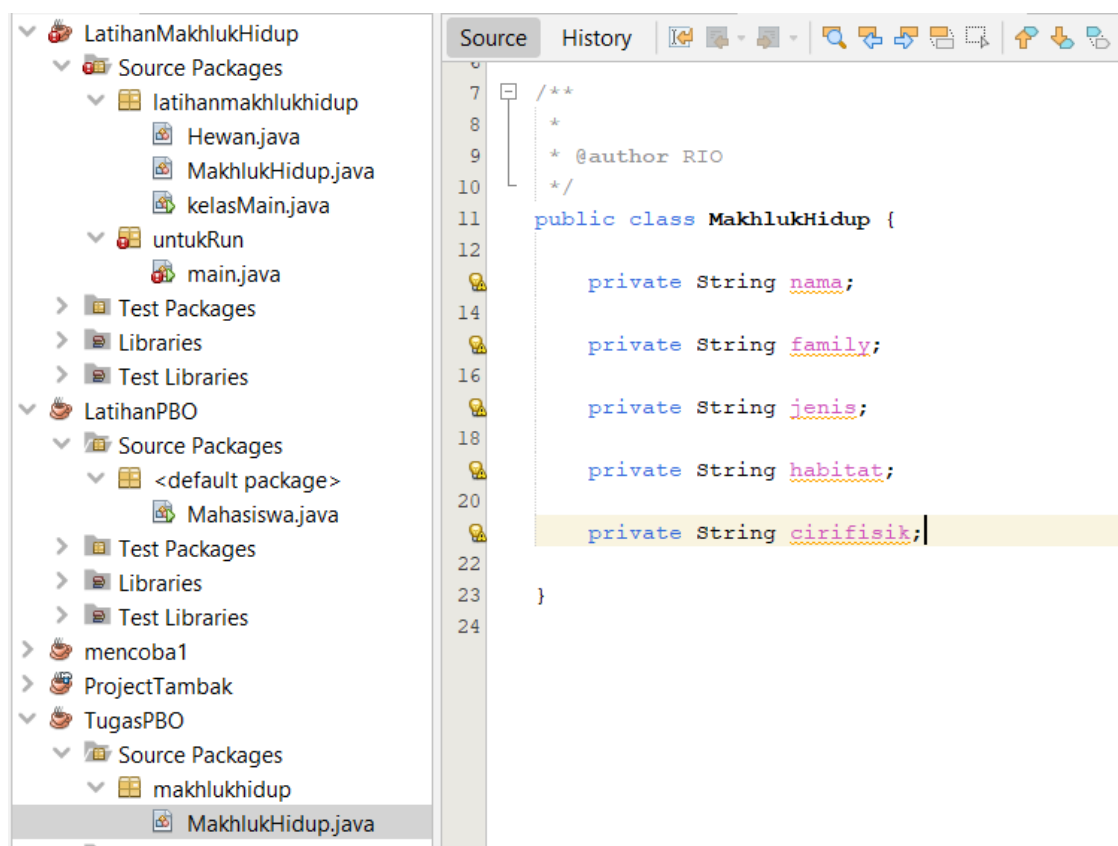 LatihanMakhlukHidup
Source Packages
latihanmakhlukhidup
Hewan.java
MakhlukHidup.java
kelasMain.java
untukRun
main.java
Test Packages
Libraries
Test Libraries
LatihanPBO
Source Packages
<default package>
Mahasiswa.java
Test Packages
Libraries
Test Libraries
mencoba1
ProjectTambak
TugasPBO
Source Packages
makhlukhidup
MakhlukHidup.java
Source History
7 /**
8 *
9 * @author RIO
10 */
11 public class MakhlukHidup {
12
private String nama;
14
private String family;
16
private String jenis;
18
private String habitat;
20
private String cirifisik;
22
23 }
24